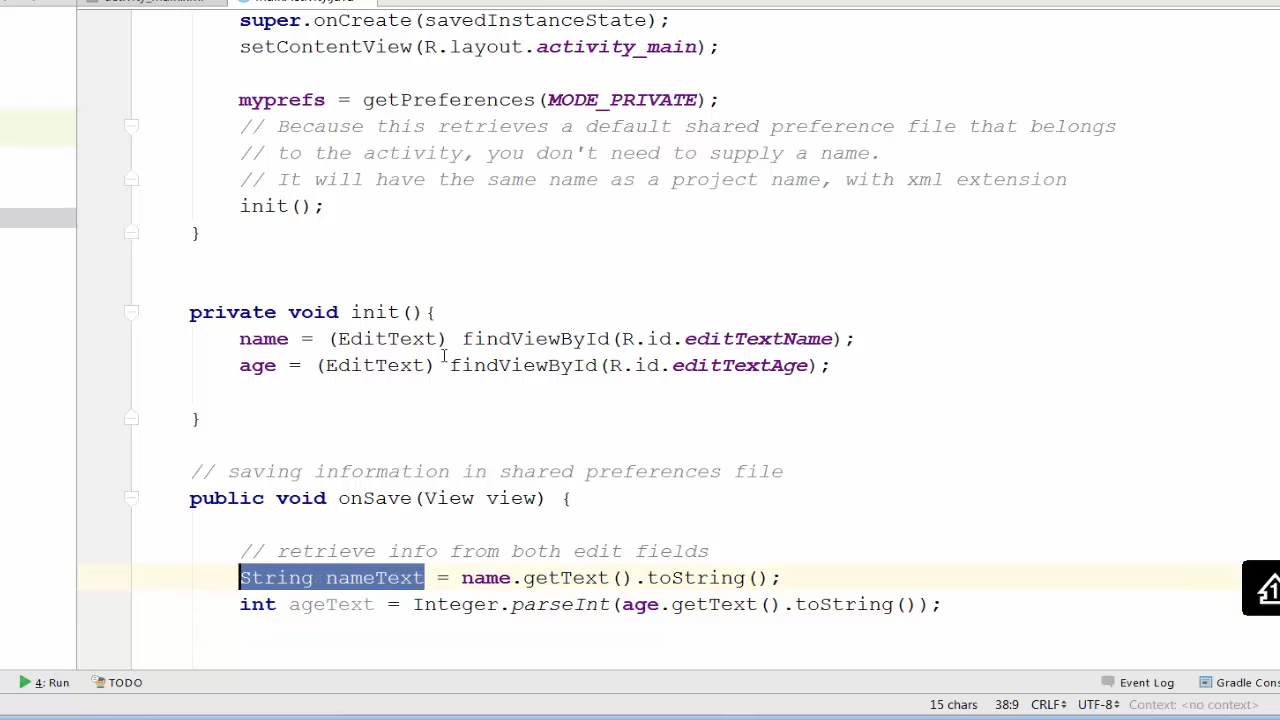 super.onCreate(savedInstanceState);
setContentView(R.layout.activity_main);
myprefs = getPreferences(MODE_PRIVATE);
// Because this retrieves a default shared preference file that belongs
// to the activity, you don't need to supply a name.
// It will have the same name as a project name, with xml extension
init();
}
private void init(){
name = (EditText) findViewById(R.id.editTextName);
age = (EditText) findViewById(R.id.editTextAge);
}
// saving information in shared preferences file
public void onSave(View view) {
// retrieve info from both edit fields
String nameText = name.getText().toString();
int ageText = Integer.parseInt(age.getText().toString());
4: Run TODO Event Log Gradle Cons
15 chars 38:9 CRLF UTF-8 Context: <no context>